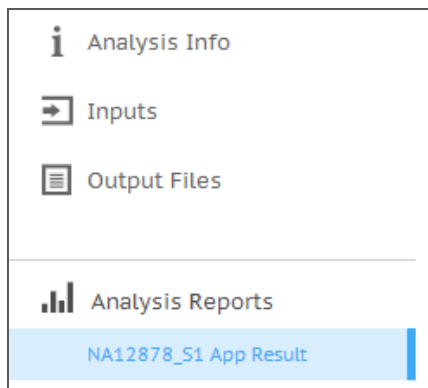 Analysis Info
Inputs
Output Files
Analysis Reports
NA12878_S1 App Result